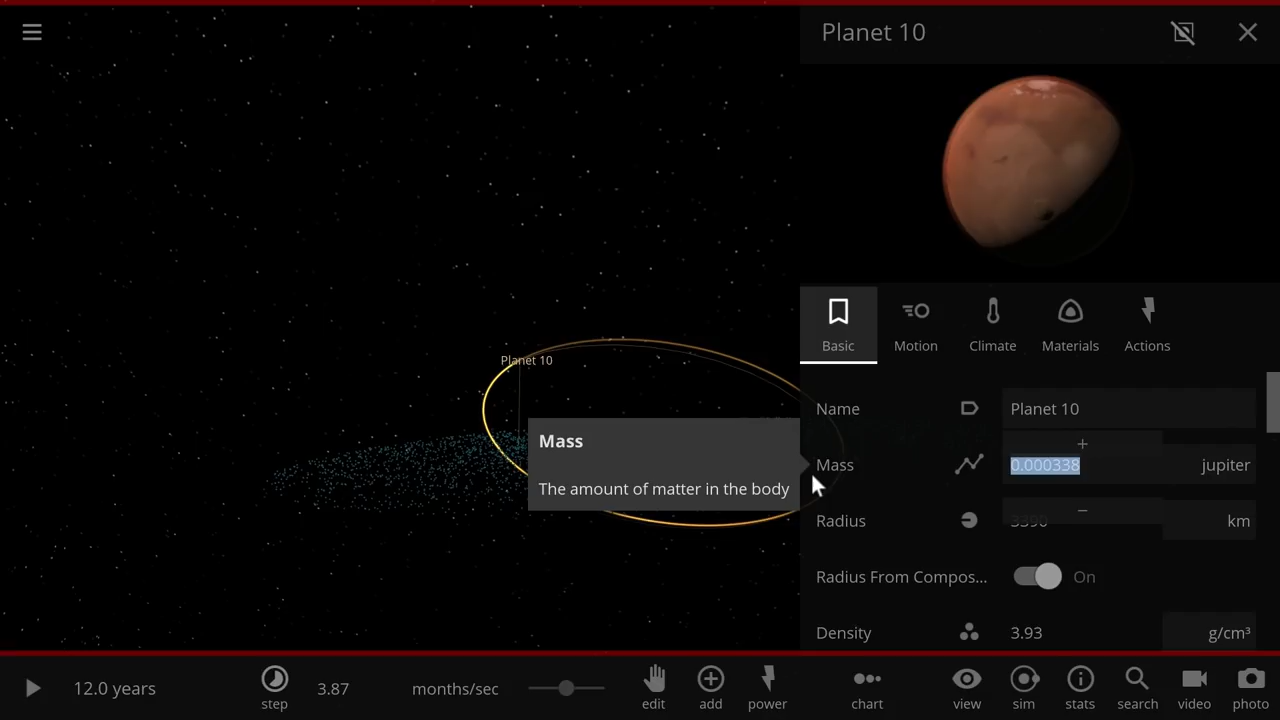 Planet 10
Planet 10
Basic
Motion
Climate
Materials
Actions
Name
Planet 10
+
Mass
The amount of matter in the body
Mass
0.000338
jupiter
−
Radius
3390
km
Radius From Compos...
On
Density
3.93
g/cm³
12.0 years
step
3.87
months/sec
edit
add
power
chart
view
sim
stats
search
video
photo